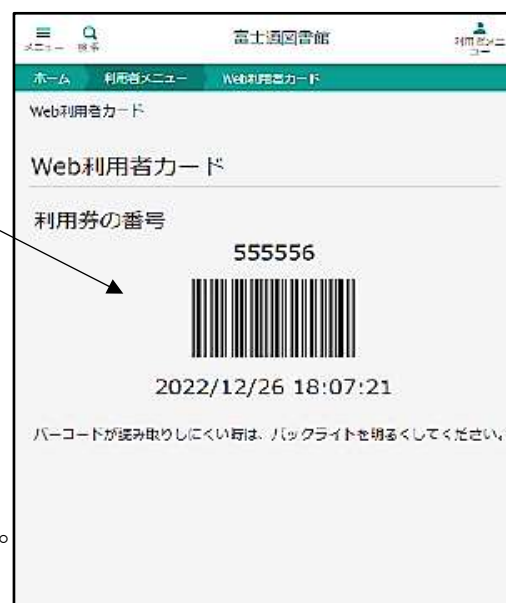 メニュー 検索 富士通図書館 利用者メニュー
ホーム 利用者メニュー Web利用者カード
Web利用者カード
Web利用者カード
利用券の番号
555556
2022/12/26 18:07:21
バーコードが読み取りしにくい時は、バックライトを明るくしてください。
。